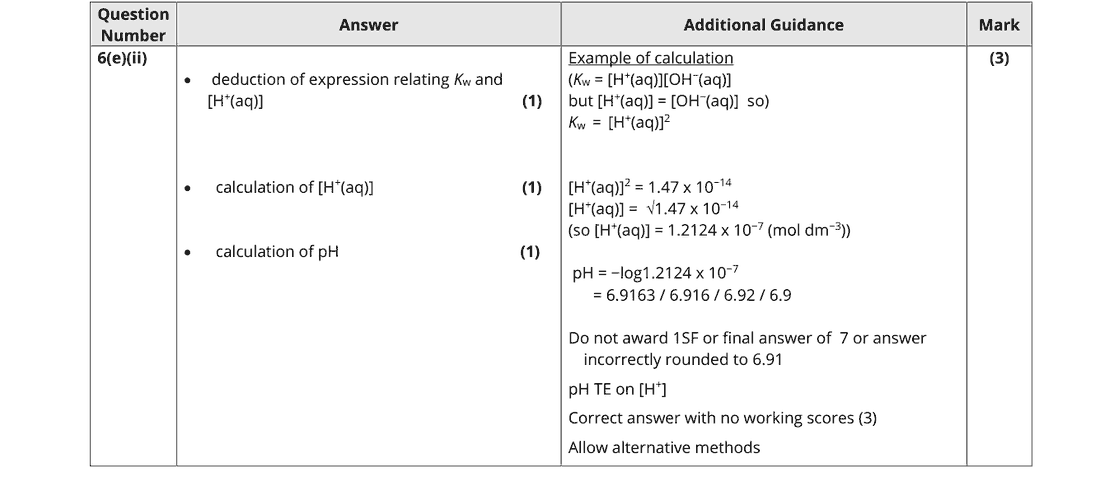 Question Number
Answer
Additional Guidance
Mark
6(e)(ii)
• deduction of expression relating Kw and
[H⁺(aq)] (1)
Example of calculation
(Kw = [H⁺(aq)][OH⁻(aq)]
but [H⁺(aq)] = [OH⁻(aq)] so)
Kw = [H⁺(aq)]²
(3)
• calculation of [H⁺(aq)] (1)
[H⁺(aq)]² = 1.47 x 10⁻¹⁴
[H⁺(aq)] = √1.47 x 10⁻¹⁴
(so [H⁺(aq)] = 1.2124 x 10⁻⁷ (mol dm⁻³))
• calculation of pH (1)
pH = −log1.2124 x 10⁻⁷
= 6.9163 / 6.916 / 6.92 / 6.9
Do not award 1SF or final answer of 7 or answer
incorrectly rounded to 6.91
pH TE on [H⁺]
Correct answer with no working scores (3)
Allow alternative methods